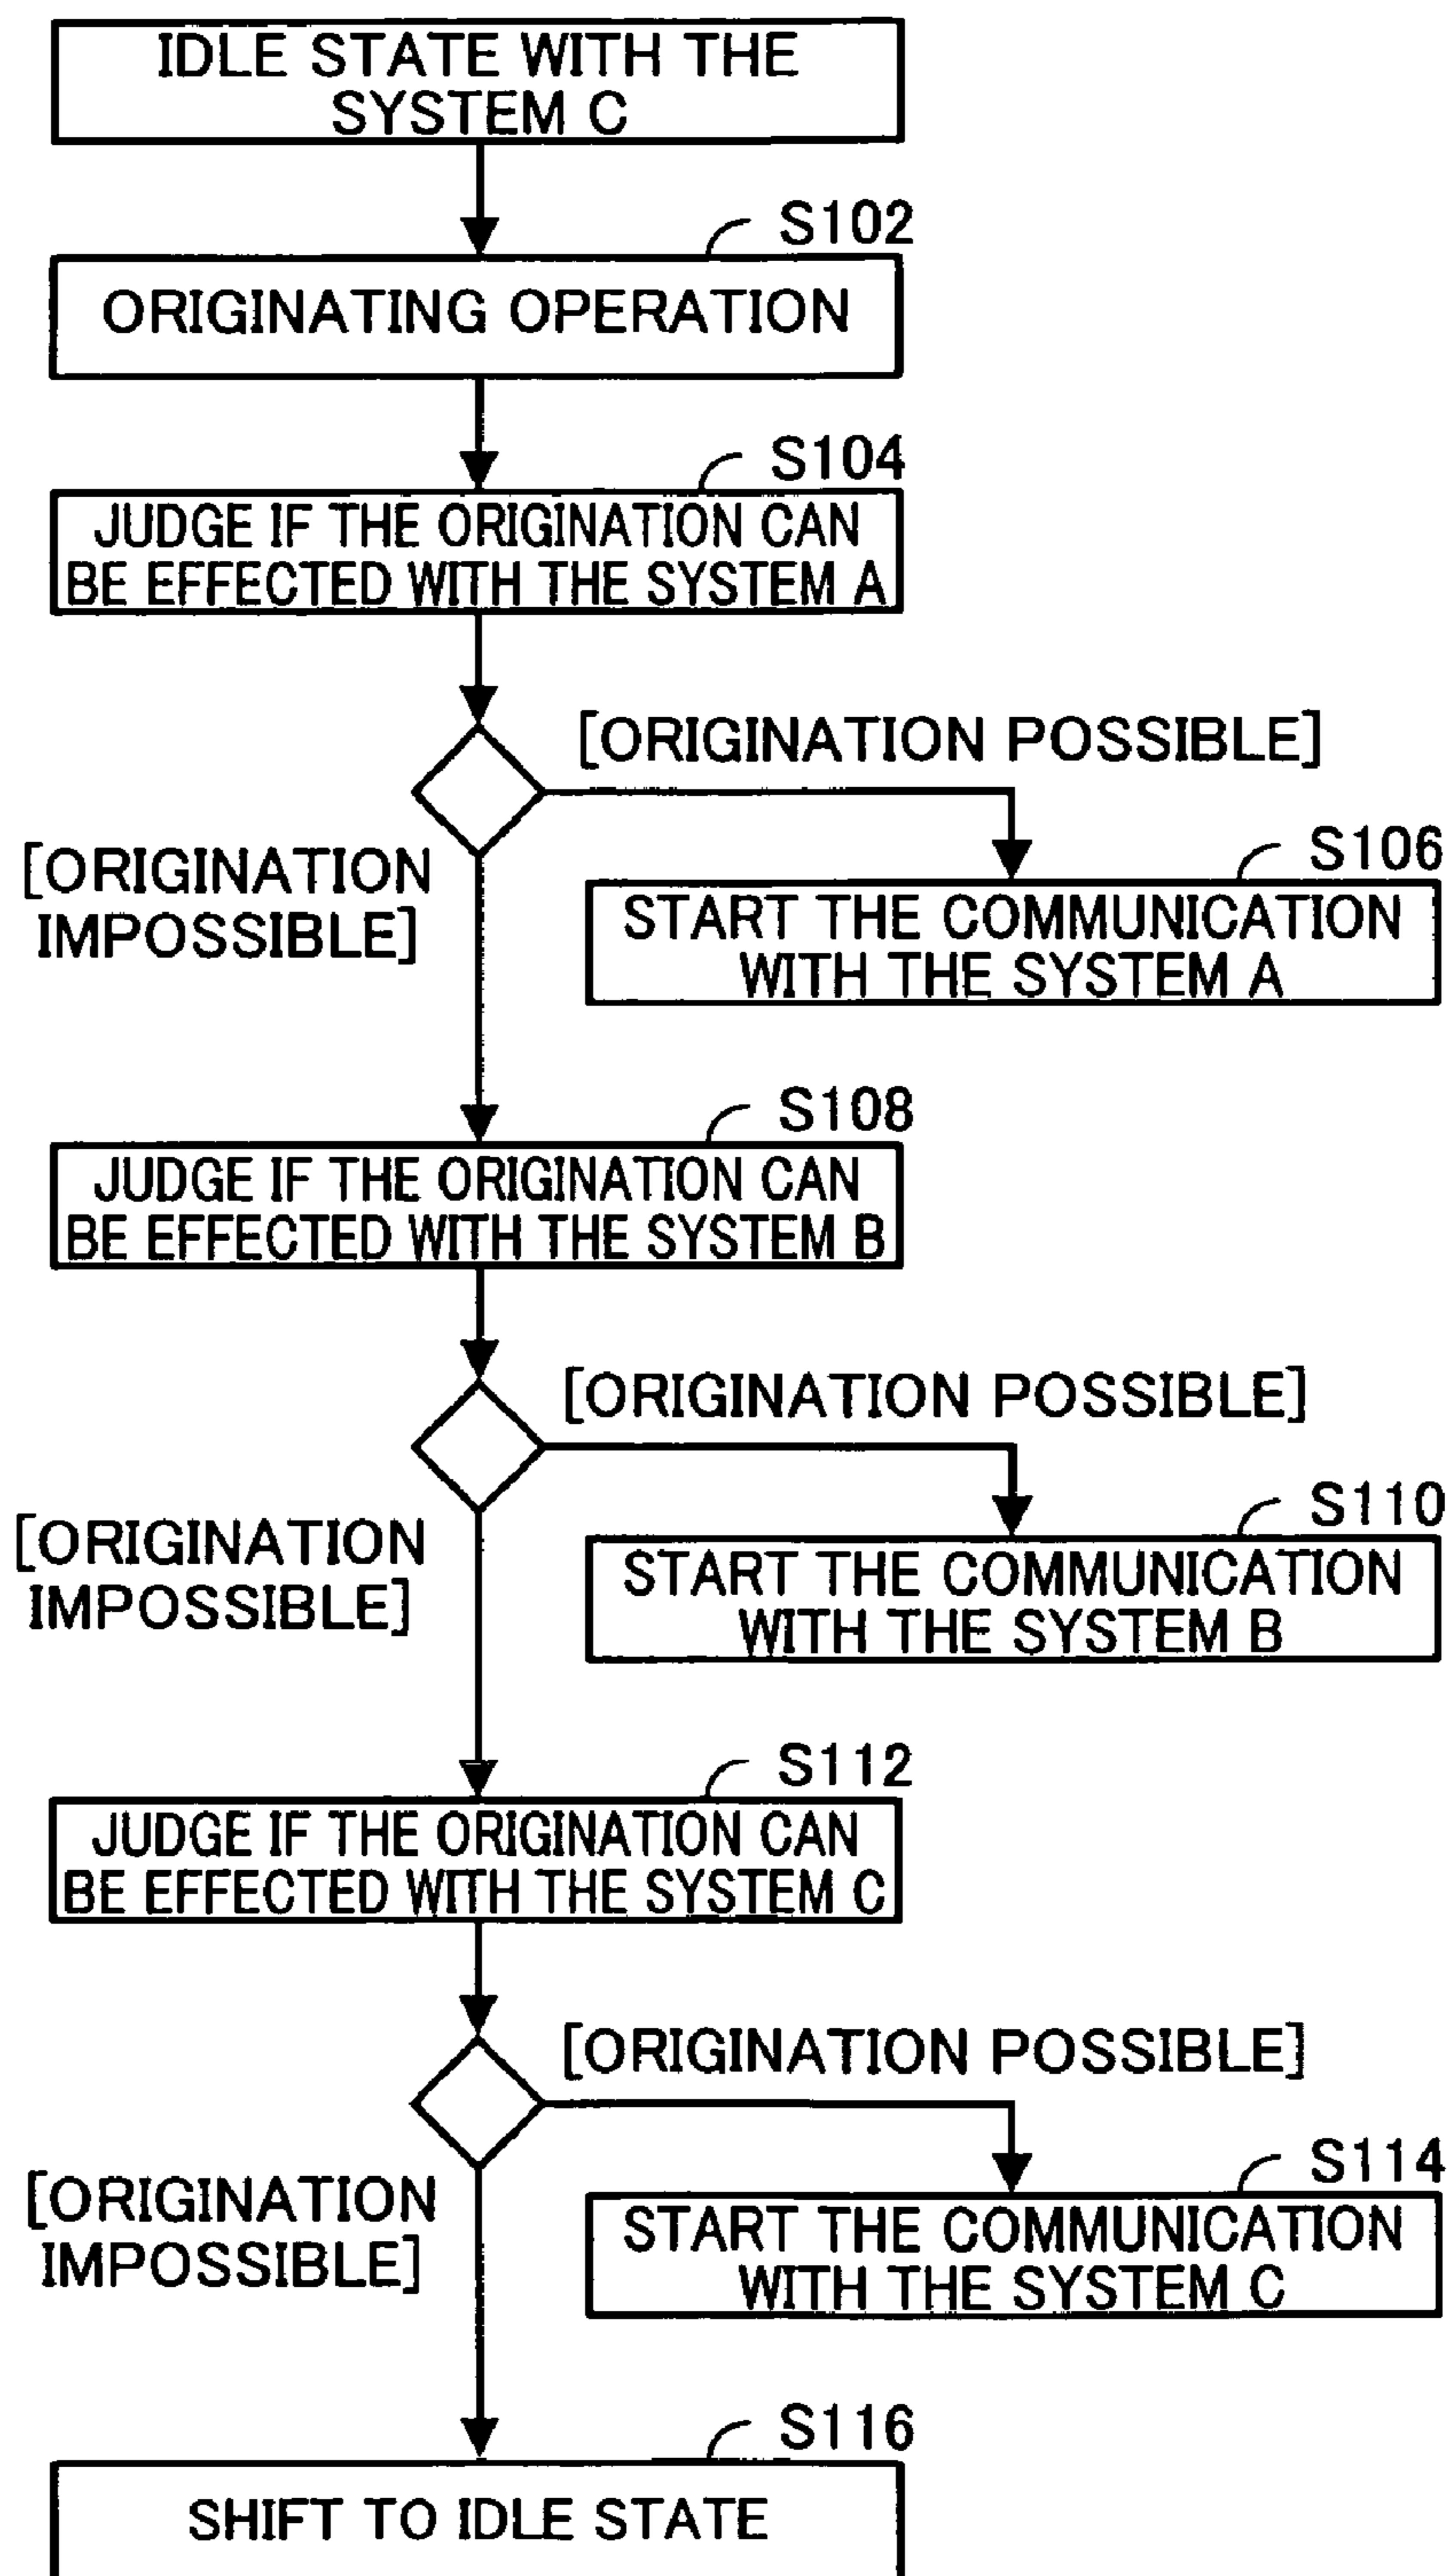 IDLE STATE WITH THE
SYSTEM C
S102
ORIGINATING OPERATION
S104
JUDGE IF THE ORIGINATION CAN
BE EFFECTED WITH THE SYSTEM A
[ORIGINATION POSSIBLE]
[ORIGINATION
IMPOSSIBLE]
S106
START THE COMMUNICATION
WITH THE SYSTEM A
S108
JUDGE IF THE ORIGINATION CAN
BE EFFECTED WITH THE SYSTEM B
[ORIGINATION POSSIBLE]
[ORIGINATION
IMPOSSIBLE]
S110
START THE COMMUNICATION
WITH THE SYSTEM B
S112
JUDGE IF THE ORIGINATION CAN
BE EFFECTED WITH THE SYSTEM C
[ORIGINATION POSSIBLE]
[ORIGINATION
IMPOSSIBLE]
S114
START THE COMMUNICATION
WITH THE SYSTEM C
S116
SHIFT TO IDLE STATE